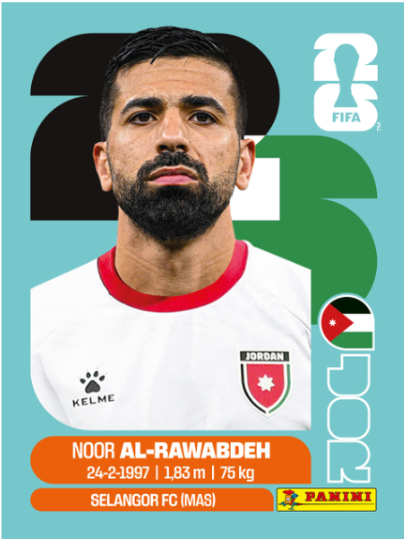 26
FIFA
JORDAN
KELME
JOR
NOOR AL-RAWABDEH
24-2-1997 | 1,83 m | 75 kg
SELANGOR FC (MAS)
PANINI